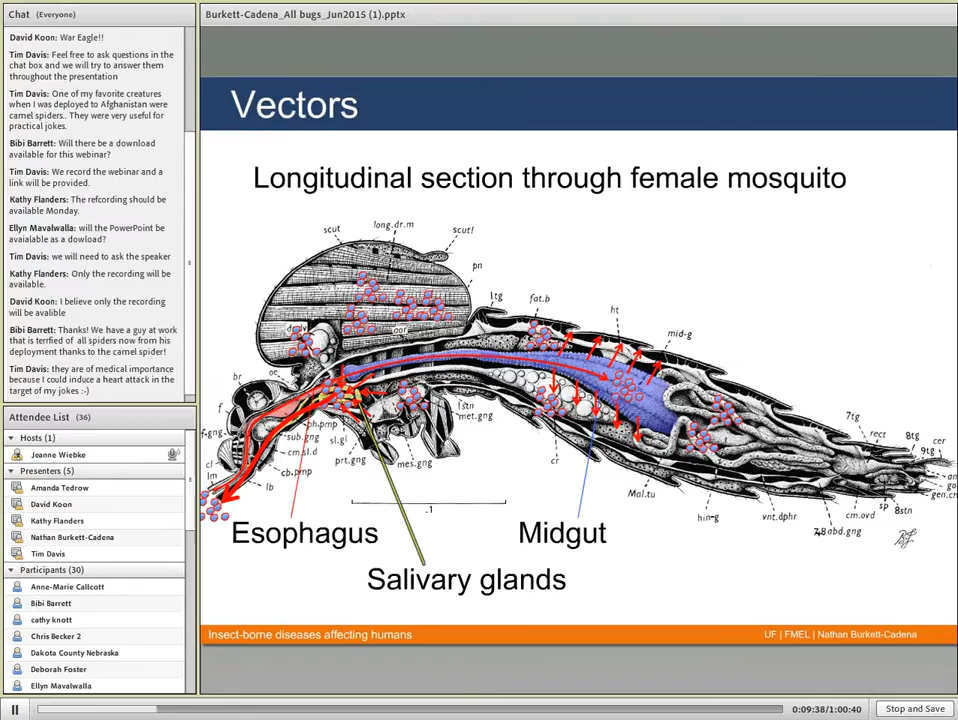 Chat (Everyone)
David Koon: War Eagle!!
Tim Davis: Feel free to ask questions in the
chat box and we will try to answer them
throughout the presentation
Tim Davis: One of my favorite creatures
when I was deployed to Afghanistan were
camel spiders.. They were very useful for
practical jokes.
Bibi Barrett: Will there be a download
available for this webinar?
Tim Davis: We record the webinar and a
link will be provided.
Kathy Flanders: The refcording should be
available Monday.
Ellyn Mavalwalla: will the PowerPoint be
avaialable as a dowload?
Tim Davis: we will need to ask the speaker
Kathy Flanders: Only the recording will be
available.
David Koon: I believe only the recording
will be avalible
Bibi Barrett: Thanks! We have a guy at work
that is terrfied of all spiders now from his
deployment thanks to the camel spider!
Tim Davis: they are of medical importance
because I could induce a heart attack in the
target of my jokes :-)
Attendee List (36)
Hosts (1)
Jeanne Wiebke
Presenters (5)
Amanda Tedrow
David Koon
Kathy Flanders
Nathan Burkett-Cadena
Tim Davis
Participants (30)
Anne-Marie Callcott
Bibi Barrett
cathy knott
Chris Becker 2
Dakota County Nebraska
Deborah Foster
Ellyn Mavalwalla
Burkett-Cadena_All bugs_Jun2015 (1).pptx
Vectors
Longitudinal section through female mosquito
scut
long.dr.m
scutl
pn
1tg
fat.b
ht
mid-g
aor
br
oe
f
ph.pmp
sub.gng
sl.gl
cm.sl.d
prt.gng
cl
lm
cb.pmp
lb
mes.gng
1stn
met.gng
cr
Mal.tu
hin-g
vnt.dphr
7tg
rect
8tg
cer
9tg
gen.c
sp
8stn
cm.ovd
abd.gng
.1
Esophagus
Midgut
Salivary glands
Insect-borne diseases affecting humans
UF | FMEL | Nathan Burkett-Cadena
0:09:38/1:00:40
Stop and Save